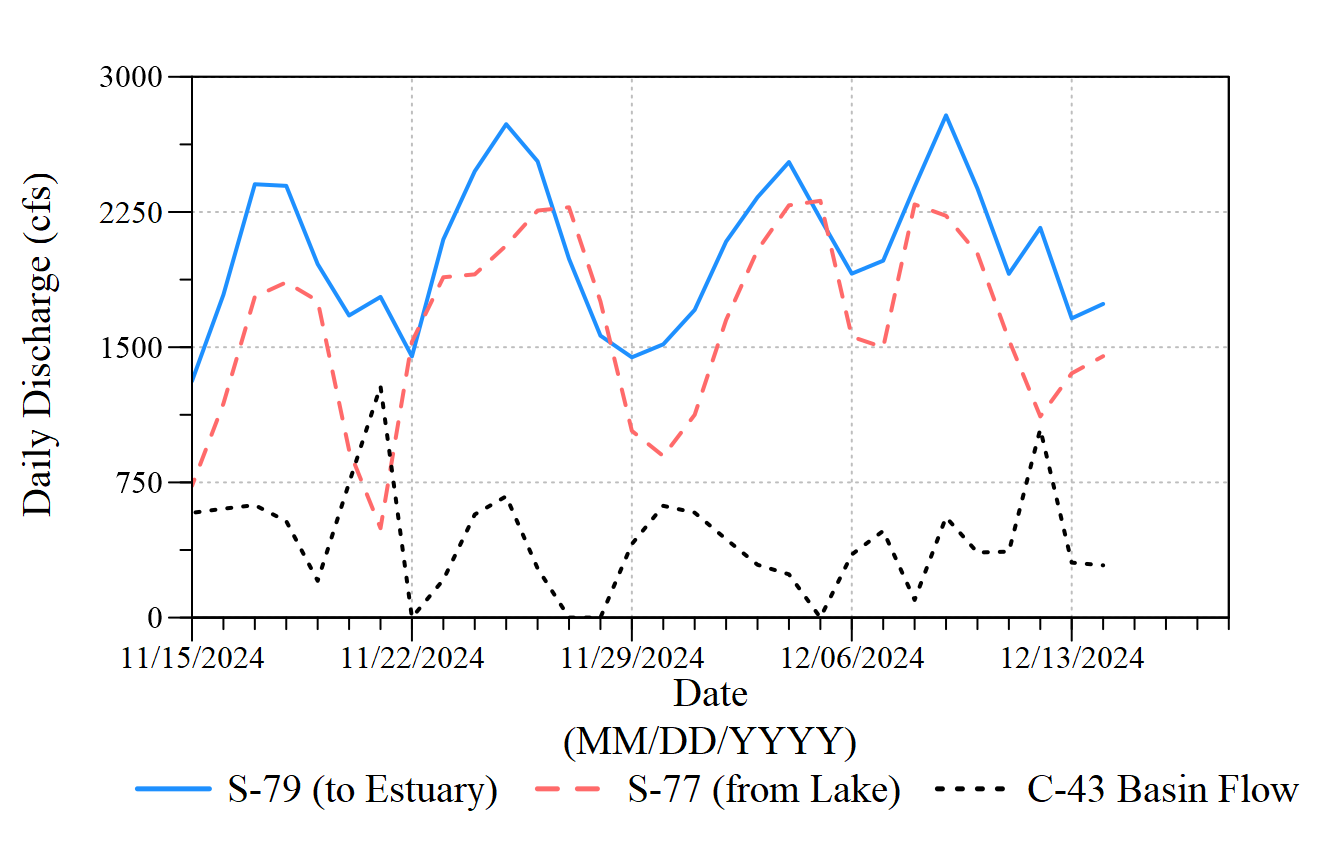 3000
2250
1500
750
0
Daily Discharge (cfs)
11/15/2024 11/22/2024 11/29/2024 12/06/2024 12/13/2024
Date
(MM/DD/YYYY)
S-79 (to Estuary) S-77 (from Lake) C-43 Basin Flow